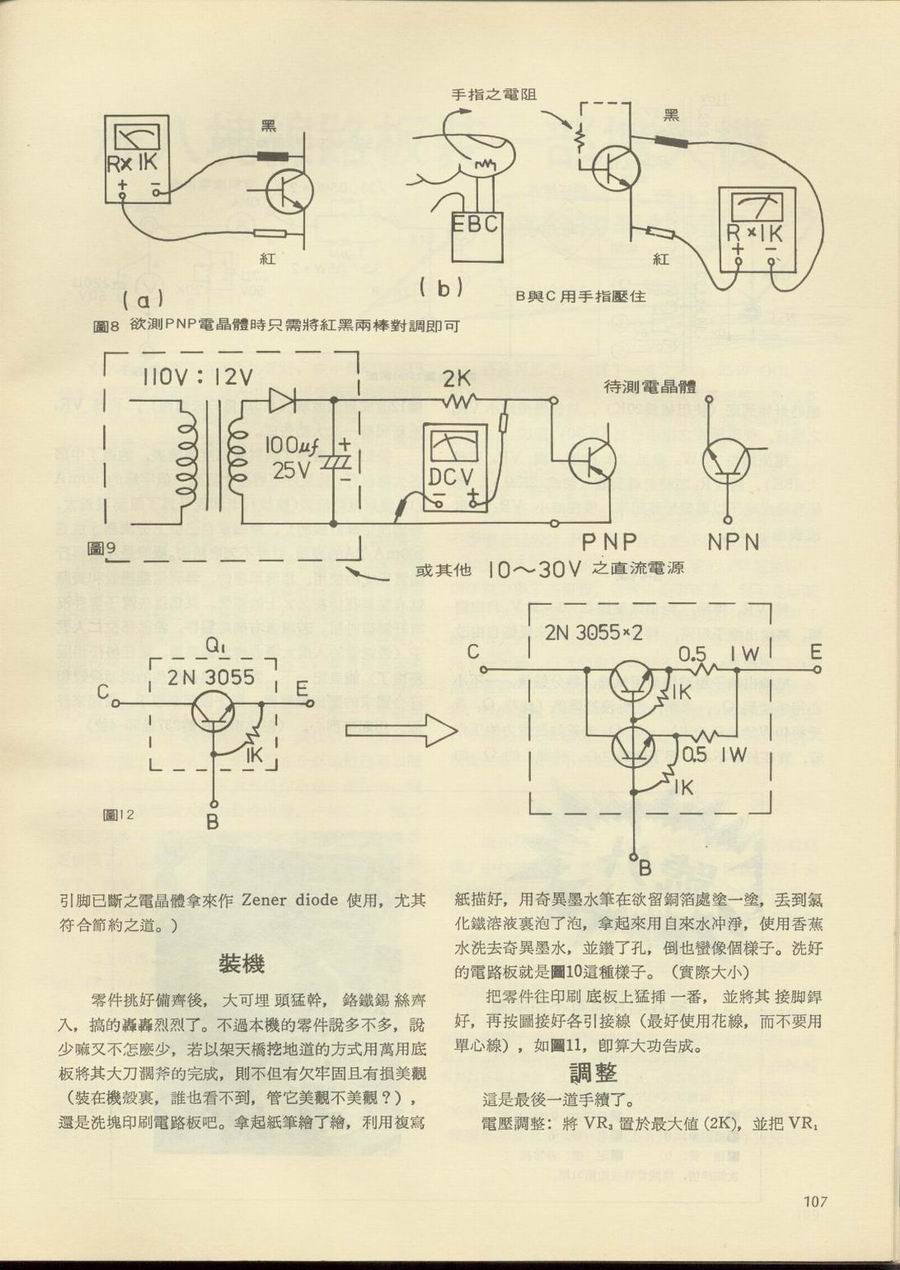 手指之電阻
黑
R×1K
+ −
紅
(a)
EBC
(b)
黑
R×1K
+ −
紅
B與C用手指壓住
圖8 欲測PNP電晶體時只需將紅黑兩棒對調即可
110V:12V
100μf
25V
+
−
2K
DCV
− +
待測電晶體
PNP
NPN
圖9
或其他 10～30V 之直流電源
Q₁
2N 3055
C
E
1K
B
圖12
2N 3055×2
C
0.5 1W
E
1K
0.5 1W
1K
B
引脚已斷之電晶體拿來作 Zener diode 使用，尤其
符合節約之道。）
裝機
零件挑好備齊後， 大可埋頭猛幹， 鉻鐵錫絲齊
入，搞的轟轟烈烈了。不過本機的零件說多不多，說
少嘛又不怎麽少，若以架天橋挖地道的方式用萬用底
板將其大刀濶斧的完成，則不但有欠牢固且有損美觀
（裝在機殼裏，誰也看不到，管它美觀不美觀？），
還是洗塊印刷電路板吧。拿起紙筆繪了繪，利用複寫
紙描好，用奇異墨水筆在欲留銅箔處塗一塗，丢到氯
化鐵溶液裏泡了泡，拿起來用自來水冲淨，使用香蕉
水洗去奇異墨水，並鑽了孔，倒也蠻像個樣子。洗好
的電路板就是圖10這種樣子。（實際大小）
把零件往印刷底板上猛挿一番， 並將其接脚銲
好，再按圖接好各引接線（最好使用花線，而不要用
單心線），如圖11，卽算大功告成。
調整
這是最後一道手續了。
電壓調整：將 VR₃ 置於最大値 (2K)，並把 VR₁
107